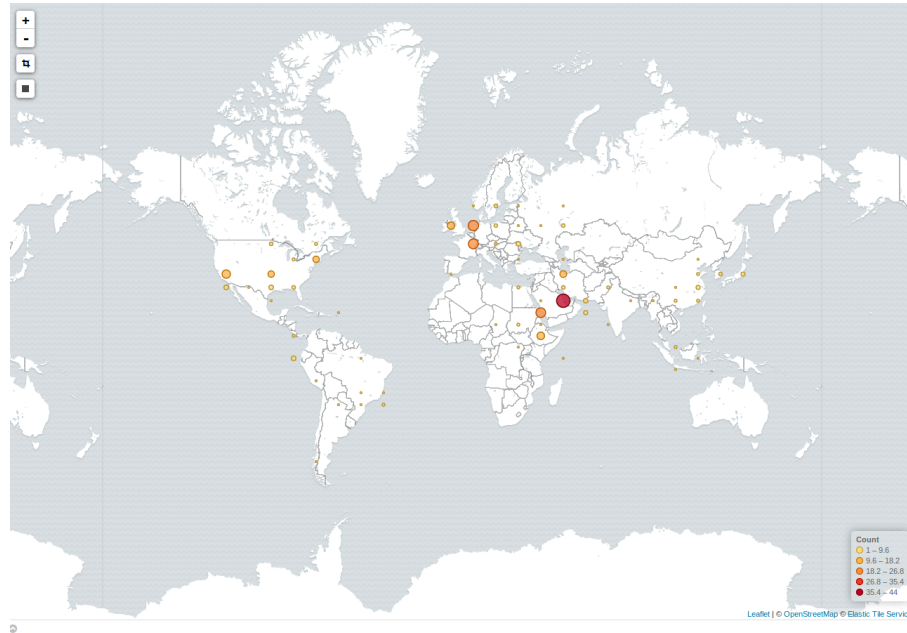 +
-
Count
1 – 9.6
9.6 – 18.2
18.2 – 26.8
26.8 – 35.4
35.4 – 44
Leaflet | © OpenStreetMap © Elastic Tile Servic